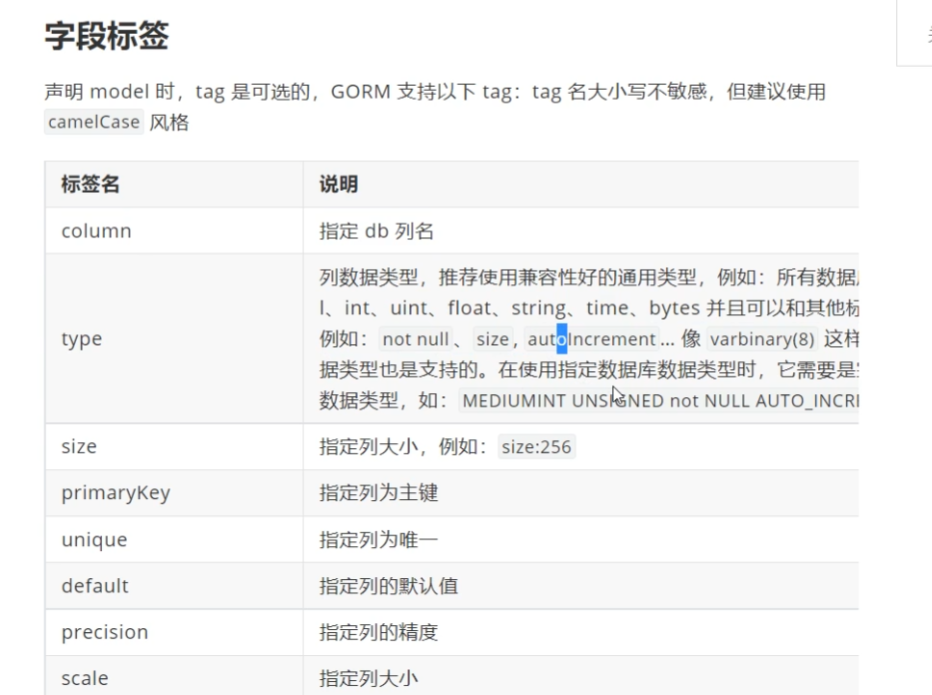 字段标签
声明 model 时，tag 是可选的，GORM 支持以下 tag：tag 名大小写不敏感，但建议使用
camelCase 风格
标签名 说明
column 指定 db 列名
列数据类型，推荐使用兼容性好的通用类型，例如：所有数据
l、int、uint、float、string、time、bytes 并且可以和其他标
type 例如：not null、size, autoIncrement... 像 varbinary(8) 这样
据类型也是支持的。在使用指定数据库数据类型时，它需要是
数据类型，如：MEDIUMINT UNSIGNED not NULL AUTO_INCRE
size 指定列大小，例如：size:256
primaryKey 指定列为主键
unique 指定列为唯一
default 指定列的默认值
precision 指定列的精度
scale 指定列大小